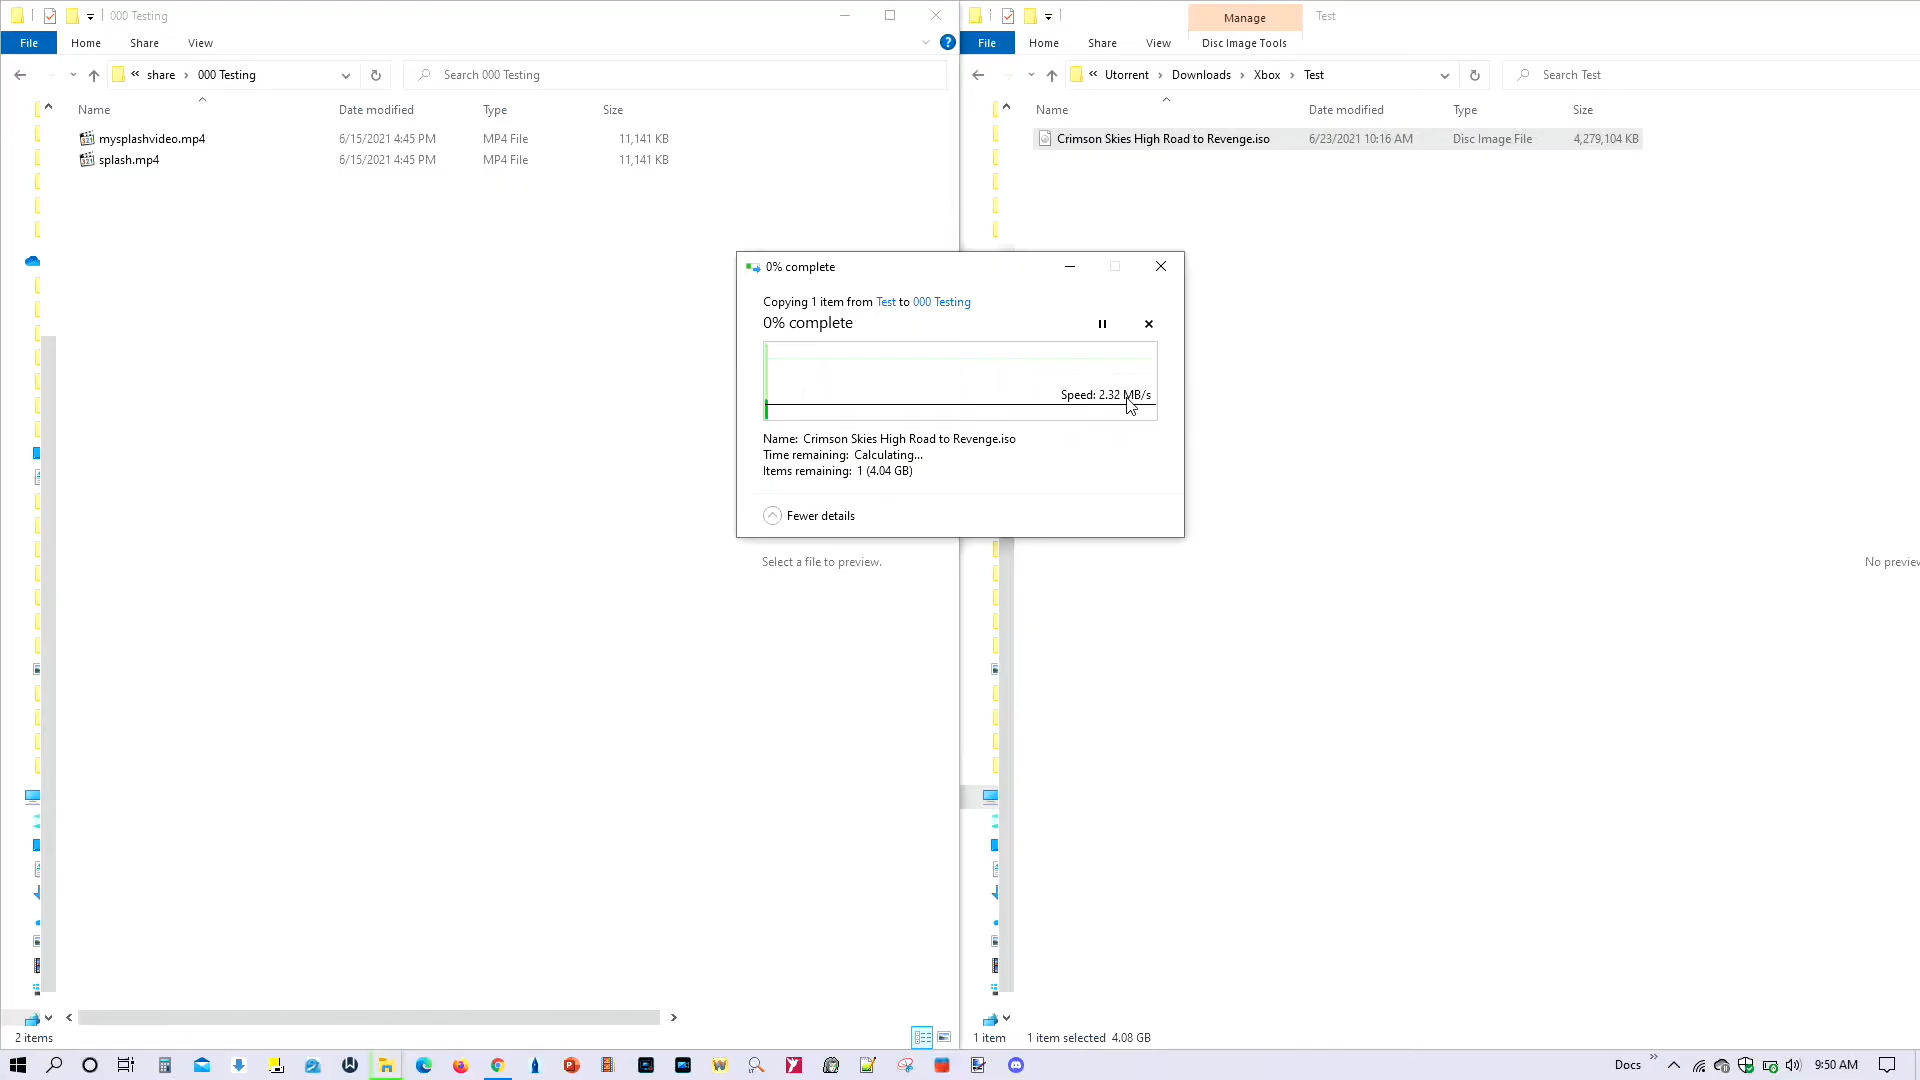 000 Testing
File
Home
Share
View
share
000 Testing
Search 000 Testing
Name
Date modified
Type
Size
mysplashvideo.mp4
6/15/2021 4:45 PM
MP4 File
11,141 KB
splash.mp4
6/15/2021 4:45 PM
MP4 File
11,141 KB
Select a file to preview.
2 items
Manage
Test
File
Home
Share
View
Disc Image Tools
Utorrent
Downloads
Xbox
Test
Search Test
Name
Date modified
Type
Size
Crimson Skies High Road to Revenge.iso
6/23/2021 10:16 AM
Disc Image File
4,279,104 KB
No preview
1 item
1 item selected 4.08 GB
0% complete
Copying 1 item from Test to 000 Testing
0% complete
Speed: 2.32 MB/s
Name: Crimson Skies High Road to Revenge.iso
Time remaining: Calculating...
Items remaining: 1 (4.04 GB)
Fewer details
Docs
9:50 AM